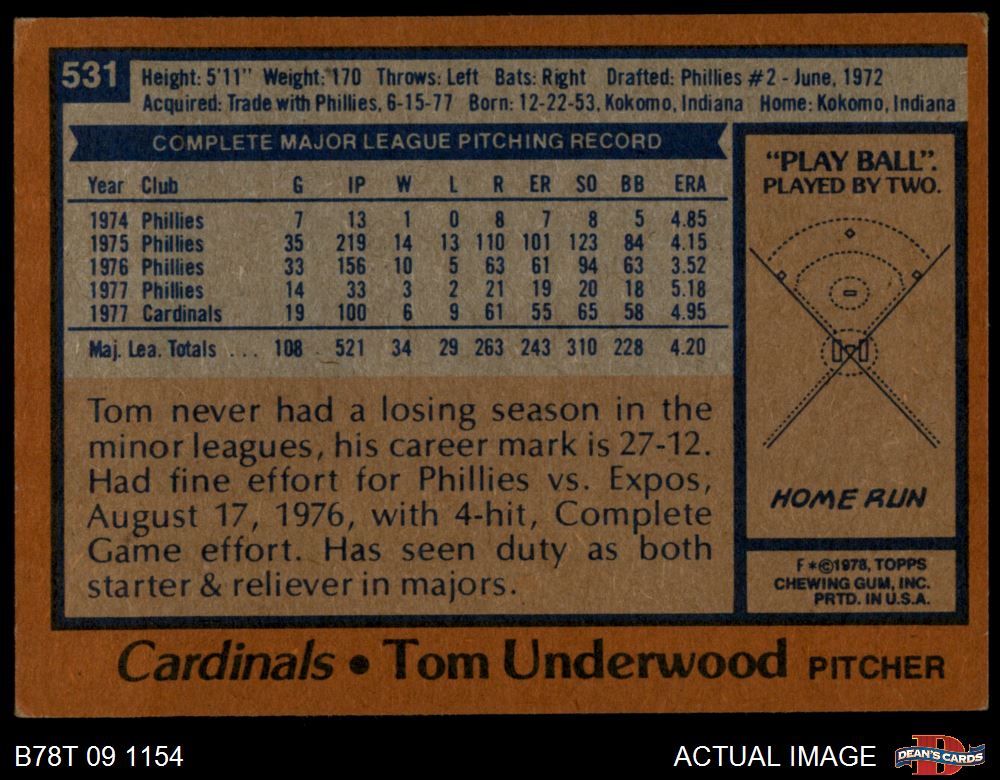 531
Height: 5'11" Weight: 170 Throws: Left Bats: Right Drafted: Phillies #2 - June, 1972
Acquired: Trade with Phillies, 6-15-77 Born: 12-22-53, Kokomo, Indiana Home: Kokomo, Indiana
COMPLETE MAJOR LEAGUE PITCHING RECORD
Year Club G IP W L R ER SO BB ERA
1974 Phillies 7 13 1 0 8 7 8 5 4.85
1975 Phillies 35 219 14 13 110 101 123 84 4.15
1976 Phillies 33 156 10 5 63 61 94 63 3.52
1977 Phillies 14 33 3 2 21 19 20 18 5.18
1977 Cardinals 19 100 6 9 61 55 65 58 4.95
Maj. Lea. Totals ... 108 521 34 29 263 243 310 228 4.20
Tom never had a losing season in the
minor leagues, his career mark is 27-12.
Had fine effort for Phillies vs. Expos,
August 17, 1976, with 4-hit, Complete
Game effort. Has seen duty as both
starter & reliever in majors.
"PLAY BALL".
PLAYED BY TWO.
HOME RUN
F*©1978, TOPPS
CHEWING GUM, INC.
PRTD. IN U.S.A.
Cardinals • Tom Underwood PITCHER
B78T 09 1154
ACTUAL IMAGE
DEAN'S CARDS